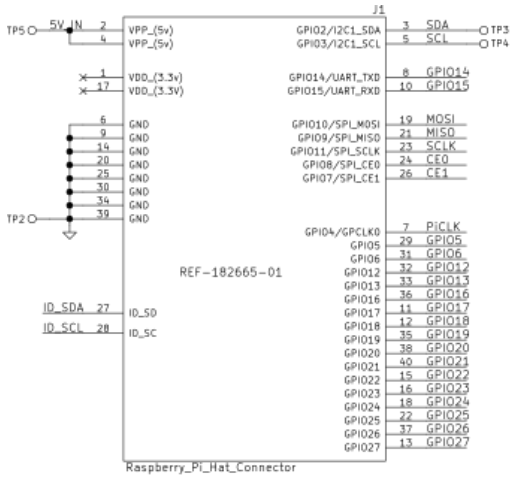 J1
TP5 5V_IN 2 VPP_(5v) GPIO2/I2C1_SDA 3 SDA TP3
4 VPP_(5v) GPIO3/I2C1_SCL 5 SCL TP4
1 VDD_(3.3v) GPIO14/UART_TXD 8 GPIO14
17 VDD_(3.3V) GPIO15/UART_RXD 10 GPIO15
6 GND GPIO10/SPI_MOSI 19 MOSI
9 GND GPIO9/SPI_MISO 21 MISO
14 GND GPIO11/SPI_SCLK 23 SCLK
20 GND GPIO8/SPI_CE0 24 CE0
25 GND GPIO7/SPI_CE1 26 CE1
30 GND
34 GND
TP2 39 GND
GPIO4/GPCLK0 7 PiCLK
GPIO5 29 GPIO5
GPIO6 31 GPIO6
GPIO12 32 GPIO12
REF-182665-01
GPIO13 33 GPIO13
GPIO16 36 GPIO16
ID_SDA 27 ID_SD GPIO17 11 GPIO17
GPIO18 12 GPIO18
ID_SCL 28 ID_SC GPIO19 35 GPIO19
GPIO20 38 GPIO20
GPIO21 40 GPIO21
GPIO22 15 GPIO22
GPIO23 16 GPIO23
GPIO24 18 GPIO24
GPIO25 22 GPIO25
GPIO26 37 GPIO26
GPIO27 13 GPIO27
Raspberry_Pi_Hat_Connector